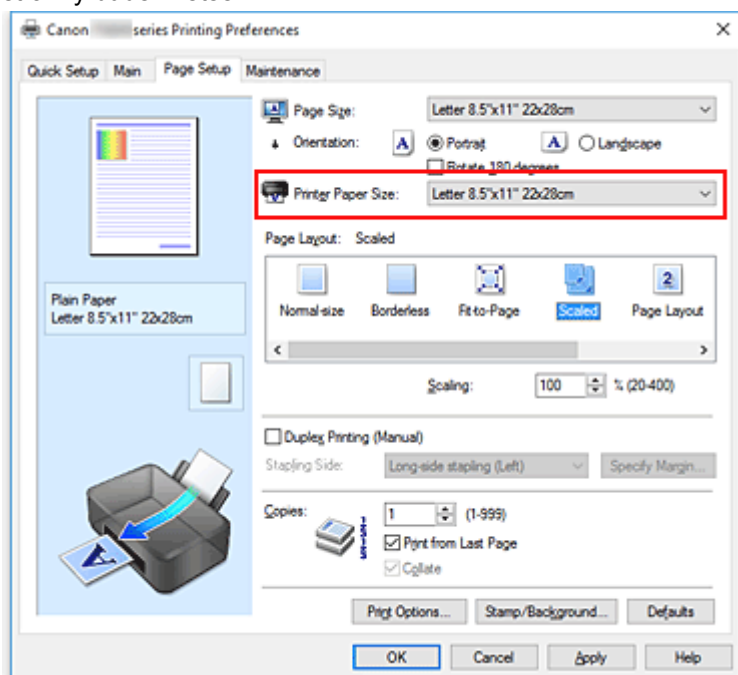 Canon series Printing Preferences
Quick Setup Main Page Setup Maintenance
Page Size: Letter 8.5"x11" 22x28cm
Orientation: A Portrait A Landscape
Rotate 180 degrees
Printer Paper Size: Letter 8.5"x11" 22x28cm
Page Layout: Scaled
Normal-size Borderless Fit-to-Page Scaled 2 Page Layout
Plain Paper
Letter 8.5"x11" 22x28cm
Scaling: 100 % (20-400)
Duplex Printing (Manual)
Stapling Side: Long-side stapling (Left) Specify Margin...
Copies: 1 (1-999)
Print from Last Page
Collate
A
Print Options... Stamp/Background... Defaults
OK Cancel Apply Help